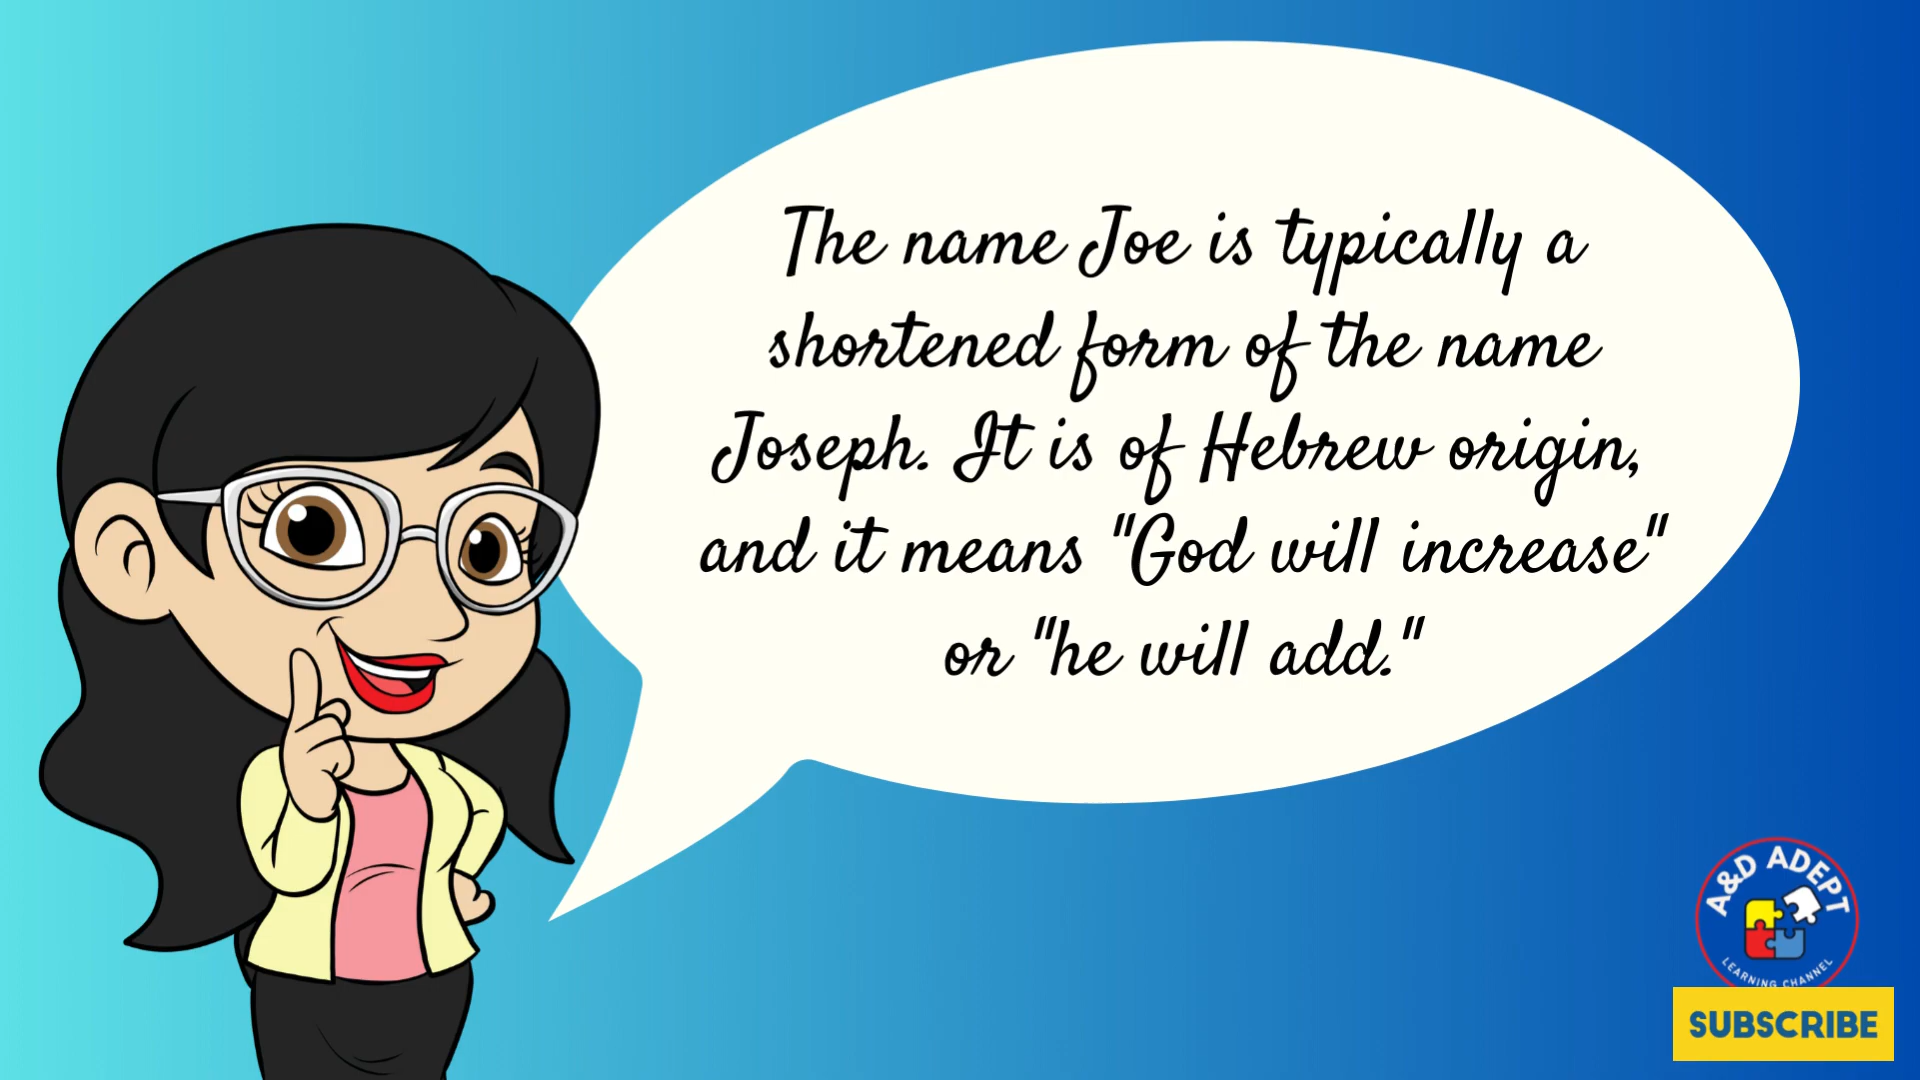 The name Joe is typically a
shortened form of the name
Joseph. It is of Hebrew origin,
and it means "God will increase"
or "he will add."
A&D ADEPT
LEARNING CHANNEL
SUBSCRIBE